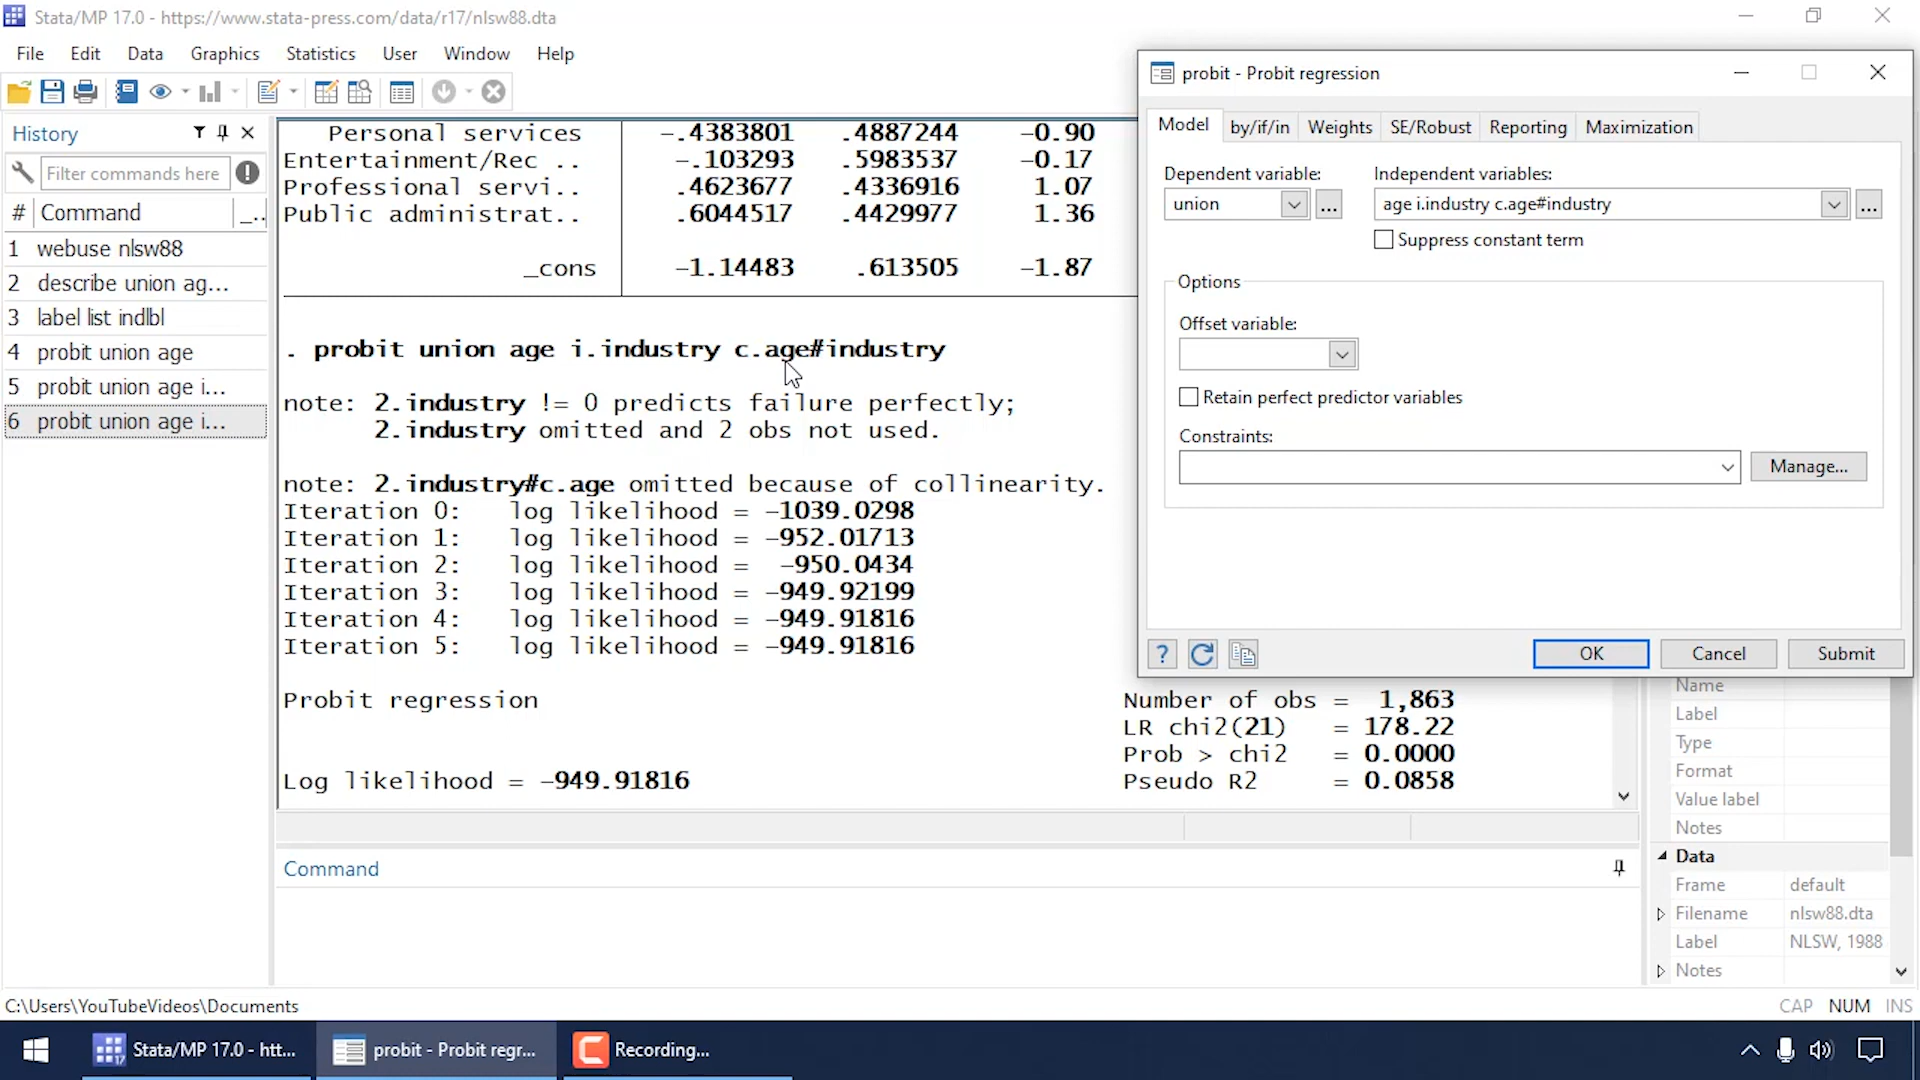 Stata/MP 17.0 - https://www.stata-press.com/data/r17/nlsw88.dta
File Edit Data Graphics Statistics User Window Help
History
Filter commands here
# Command _..
1 webuse nlsw88
2 describe union ag...
3 label list indlbl
4 probit union age
5 probit union age i...
6 probit union age i...
Personal services -.4383801 .4887244 -0.90
Entertainment/Rec .. -.103293 .5983537 -0.17
Professional servi.. .4623677 .4336916 1.07
Public administrat.. .6044517 .4429977 1.36
_cons -1.14483 .613505 -1.87
. probit union age i.industry c.age#industry
note: 2.industry != 0 predicts failure perfectly;
2.industry omitted and 2 obs not used.
note: 2.industry#c.age omitted because of collinearity.
Iteration 0: log likelihood = -1039.0298
Iteration 1: log likelihood = -952.01713
Iteration 2: log likelihood = -950.0434
Iteration 3: log likelihood = -949.92199
Iteration 4: log likelihood = -949.91816
Iteration 5: log likelihood = -949.91816
Probit regression Number of obs = 1,863
LR chi2(21) = 178.22
Prob > chi2 = 0.0000
Log likelihood = -949.91816 Pseudo R2 = 0.0858
Command
probit - Probit regression
Model by/if/in Weights SE/Robust Reporting Maximization
Dependent variable: Independent variables:
union ... age i.industry c.age#industry ...
Suppress constant term
Options
Offset variable:
Retain perfect predictor variables
Constraints:
Manage...
? OK Cancel Submit
Name
Label
Type
Format
Value label
Notes
Data
Frame default
Filename nlsw88.dta
Label NLSW, 1988
Notes
C:\Users\YouTubeVideos\Documents
CAP NUM INS
17 Stata/MP 17.0 - htt... probit - Probit regr... Recording...